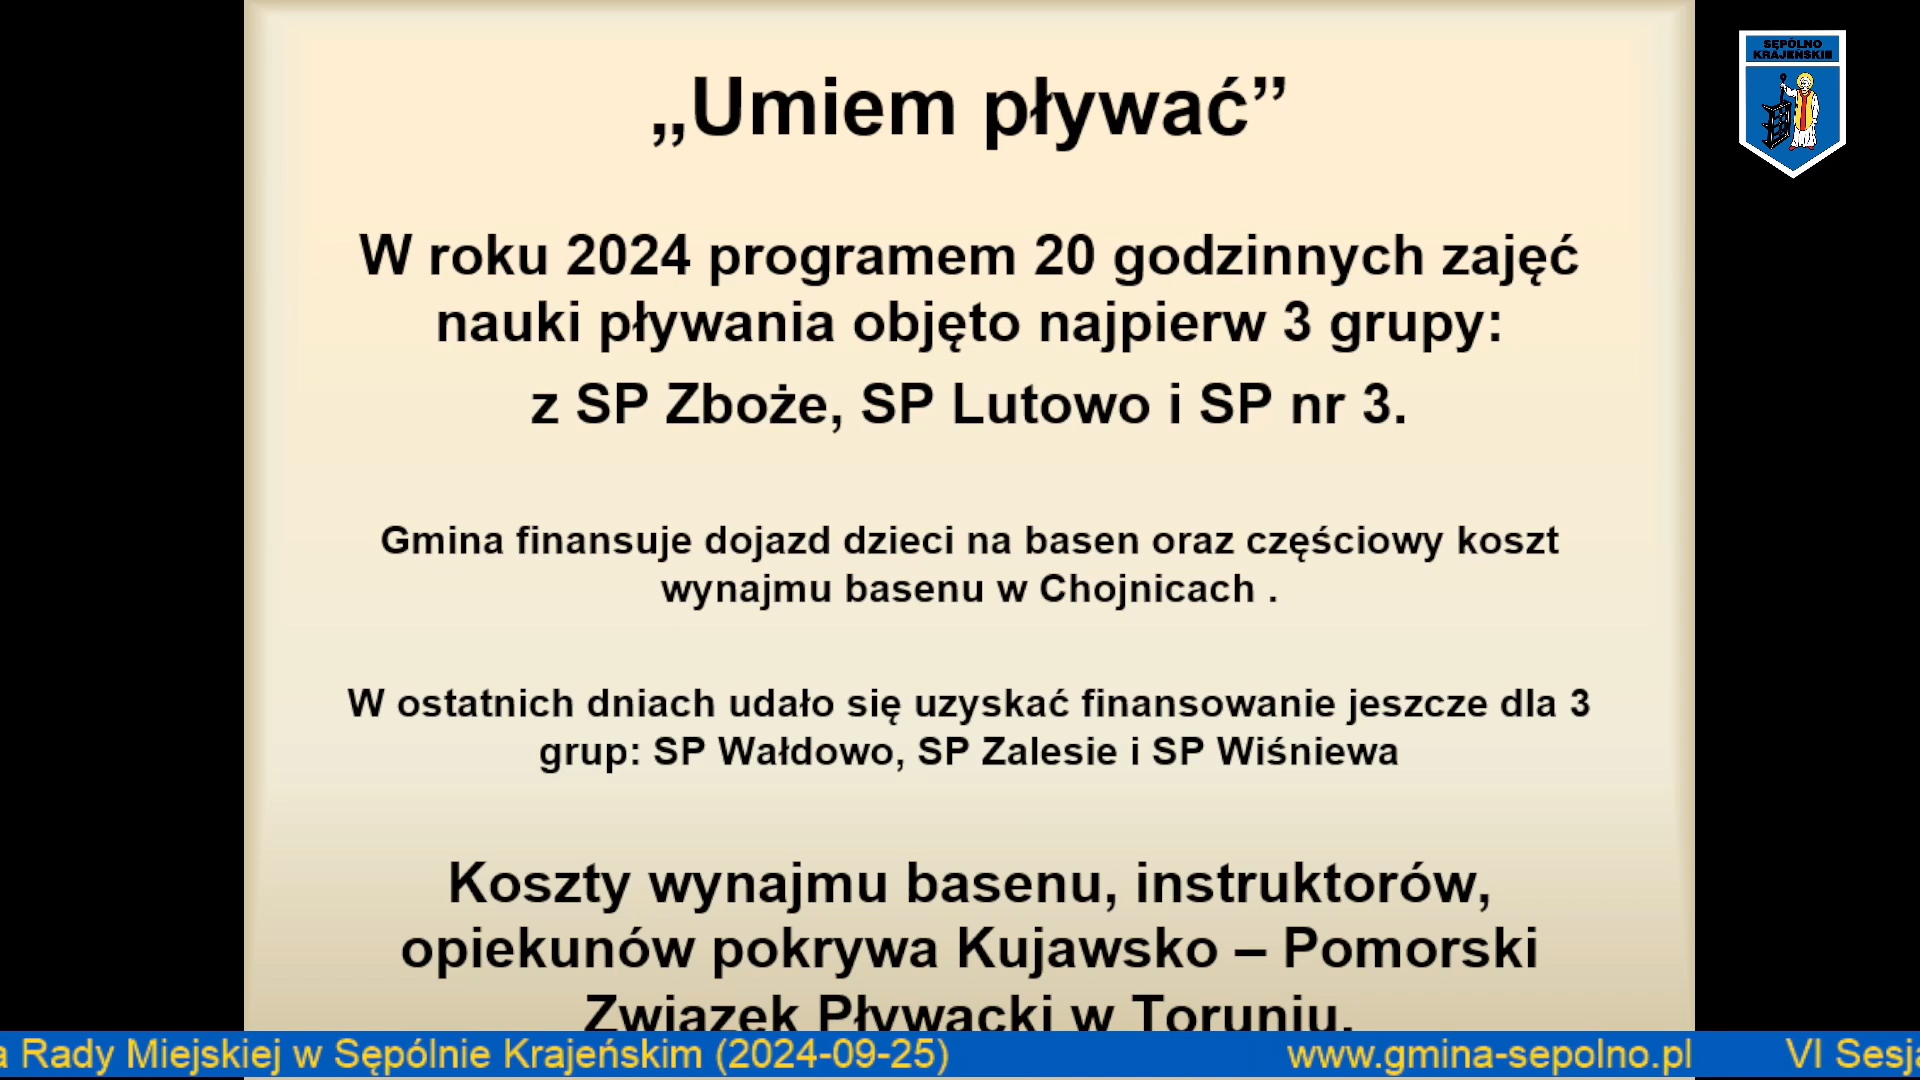 „Umiem pływać”
SĘPÓLNO
KRAJEŃSKIE
W roku 2024 programem 20 godzinnych zajęć
nauki pływania objęto najpierw 3 grupy:
z SP Zboże, SP Lutowo i SP nr 3.
Gmina finansuje dojazd dzieci na basen oraz częściowy koszt
wynajmu basenu w Chojnicach .
W ostatnich dniach udało się uzyskać finansowanie jeszcze dla 3
grup: SP Wałdowo, SP Zalesie i SP Wiśniewa
Koszty wynajmu basenu, instruktorów,
opiekunów pokrywa Kujawsko – Pomorski
Związek Pływacki w Toruniu.
a Rady Miejskiej w Sępólnie Krajeńskim (2024-09-25) www.gmina-sepolno.pl VI Sesja